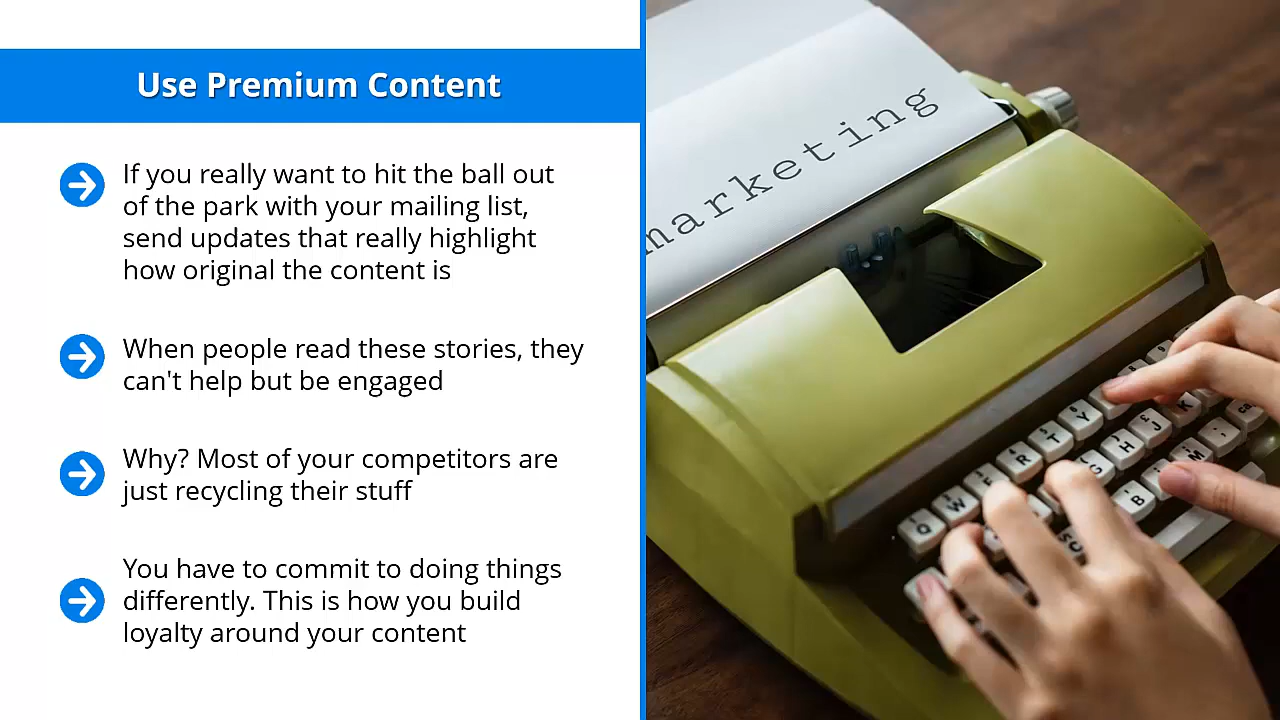 Use Premium Content
If you really want to hit the ball out
of the park with your mailing list,
send updates that really highlight
how original the content is
When people read these stories, they
can't help but be engaged
Why? Most of your competitors are
just recycling their stuff
You have to commit to doing things
differently. This is how you build
loyalty around your content
marketing
Q W E R T Y
G H J K
B M ;